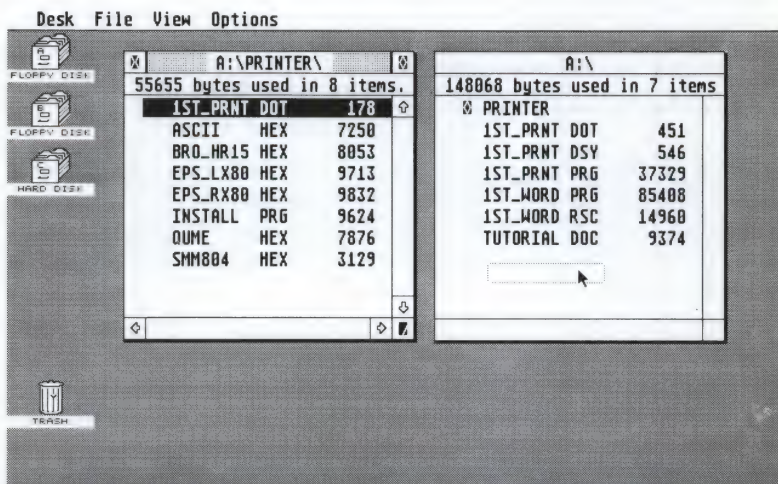 Desk File View Options
A
FLOPPY DISK
B
FLOPPY DISK
C
HARD DISK
TRASH
A:\PRINTER\
55655 bytes used in 8 items.
1ST_PRNT DOT 178
ASCII HEX 7250
BRO_HR15 HEX 8053
EPS_LX80 HEX 9713
EPS_RX80 HEX 9832
INSTALL PRG 9624
QUME HEX 7876
SMM804 HEX 3129
A:\
148068 bytes used in 7 items
PRINTER
1ST_PRNT DOT 451
1ST_PRNT DSY 546
1ST_PRNT PRG 37329
1ST_WORD PRG 85408
1ST_WORD RSC 14960
TUTORIAL DOC 9374